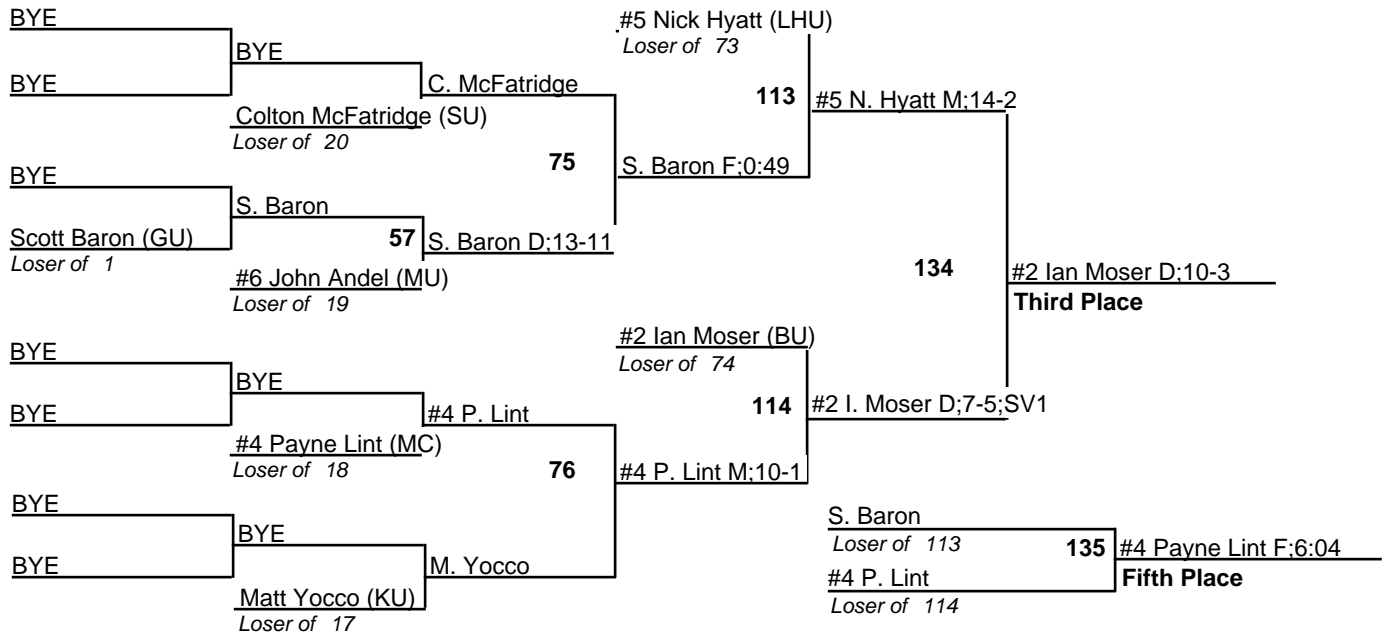 BYE
BYE
BYE
Colton McFatridge (SU)
Loser of 20
C. McFatridge
BYE
Scott Baron (GU)
Loser of 1
S. Baron
57
#6 John Andel (MU)
Loser of 19
S. Baron D;13-11
75
#5 Nick Hyatt (LHU)
Loser of 73
113
S. Baron F;0:49
#5 N. Hyatt M;14-2
134
#2 Ian Moser D;10-3
Third Place
BYE
BYE
BYE
#4 Payne Lint (MC)
Loser of 18
#4 P. Lint
76
BYE
BYE
BYE
Matt Yocco (KU)
Loser of 17
M. Yocco
#2 Ian Moser (BU)
Loser of 74
114
#4 P. Lint M;10-1
#2 I. Moser D;7-5;SV1
S. Baron
Loser of 113
135
#4 P. Lint
Loser of 114
#4 Payne Lint F;6:04
Fifth Place